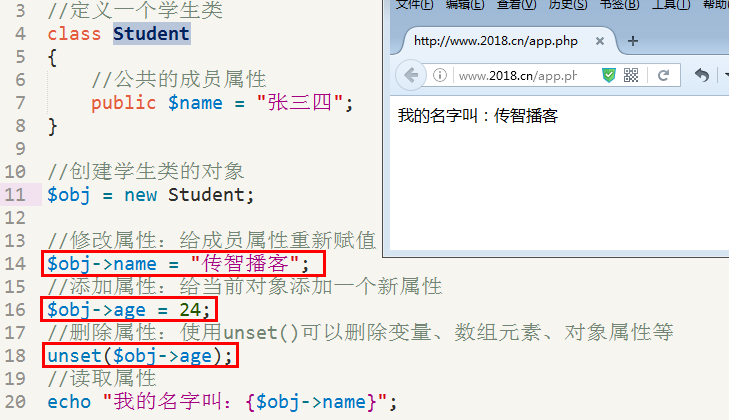 3 //定义一个学生类
4 class Student
5 {
6 //公共的成员属性
7 public $name = "张三四";
8 }
9
10 //创建学生类的对象
11 $obj = new Student;
12
13 //修改属性：给成员属性重新赋值
14 $obj->name = "传智播客";
15 //添加属性：给当前对象添加一个新属性
16 $obj->age = 24;
17 //删除属性：使用unset()可以删除变量、数组元素、对象属性等
18 unset($obj->age);
19 //读取属性
20 echo "我的名字叫：{$obj->name}";
文件(F) 编辑(E) 查看(V) 历史(S) 书签(B) 工具(T) 帮助
http://www.2018.cn/app.php × +
www.2018.cn/app.ph
我的名字叫：传智播客